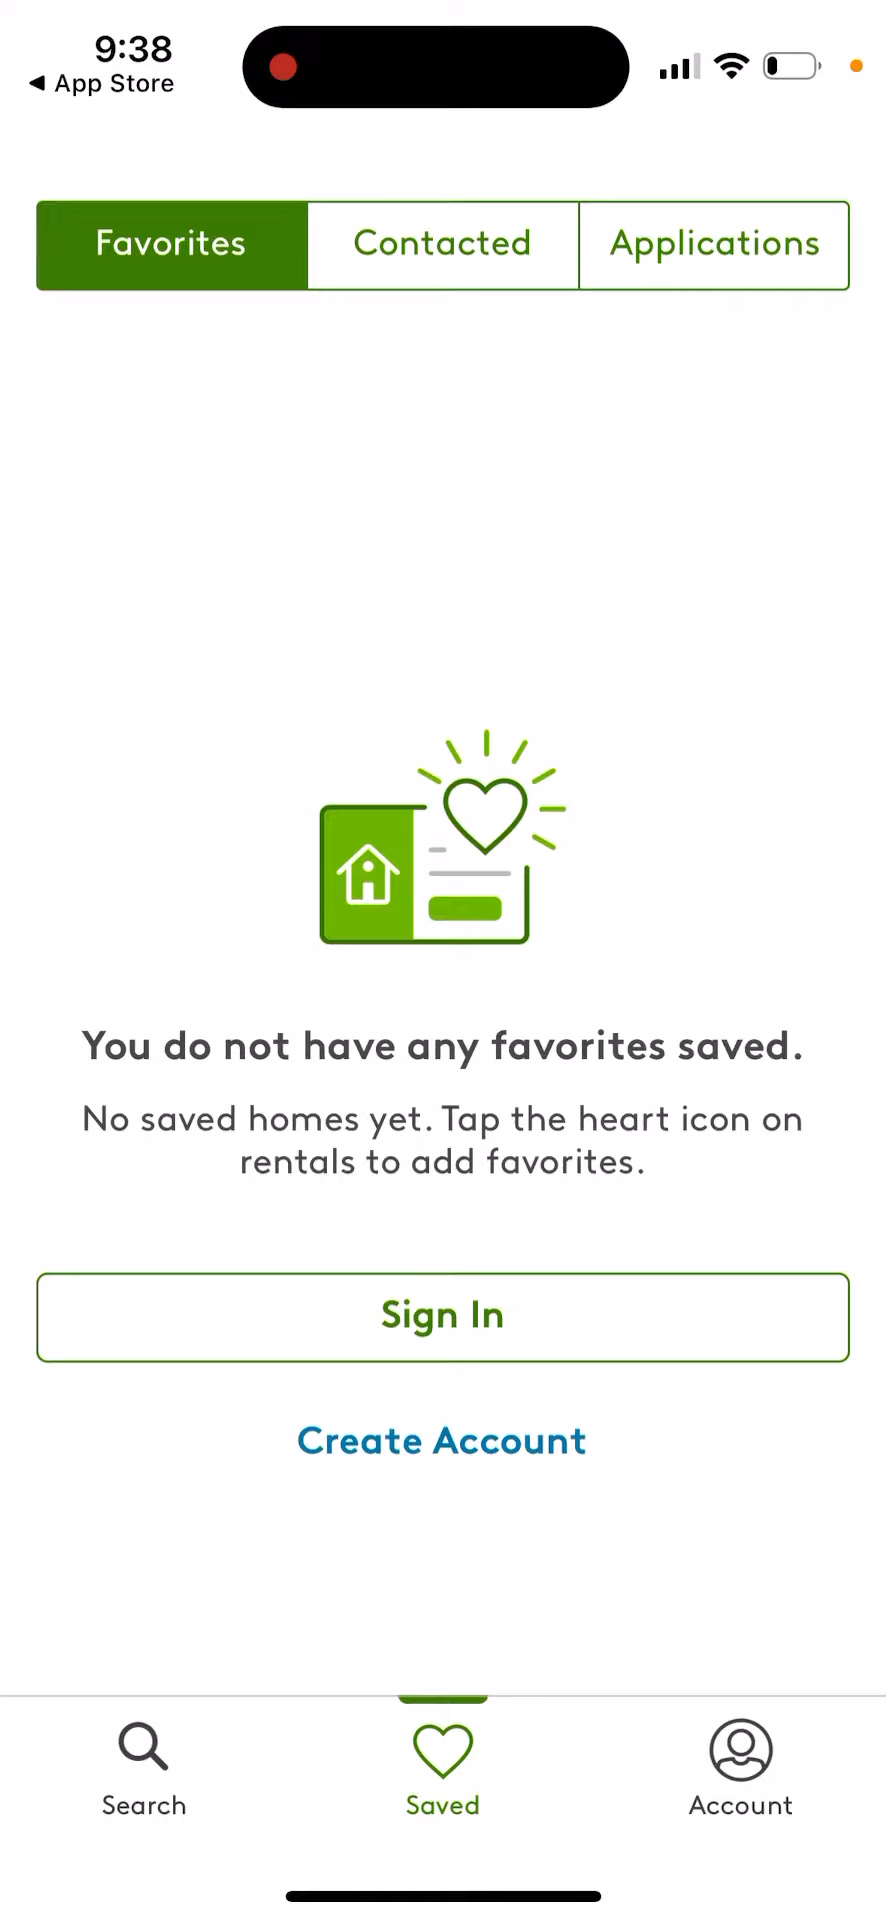 9:38
◀ App Store
Favorites
Contacted
Applications
You do not have any favorites saved.
No saved homes yet. Tap the heart icon on
rentals to add favorites.
Sign In
Create Account
Search
Saved
Account